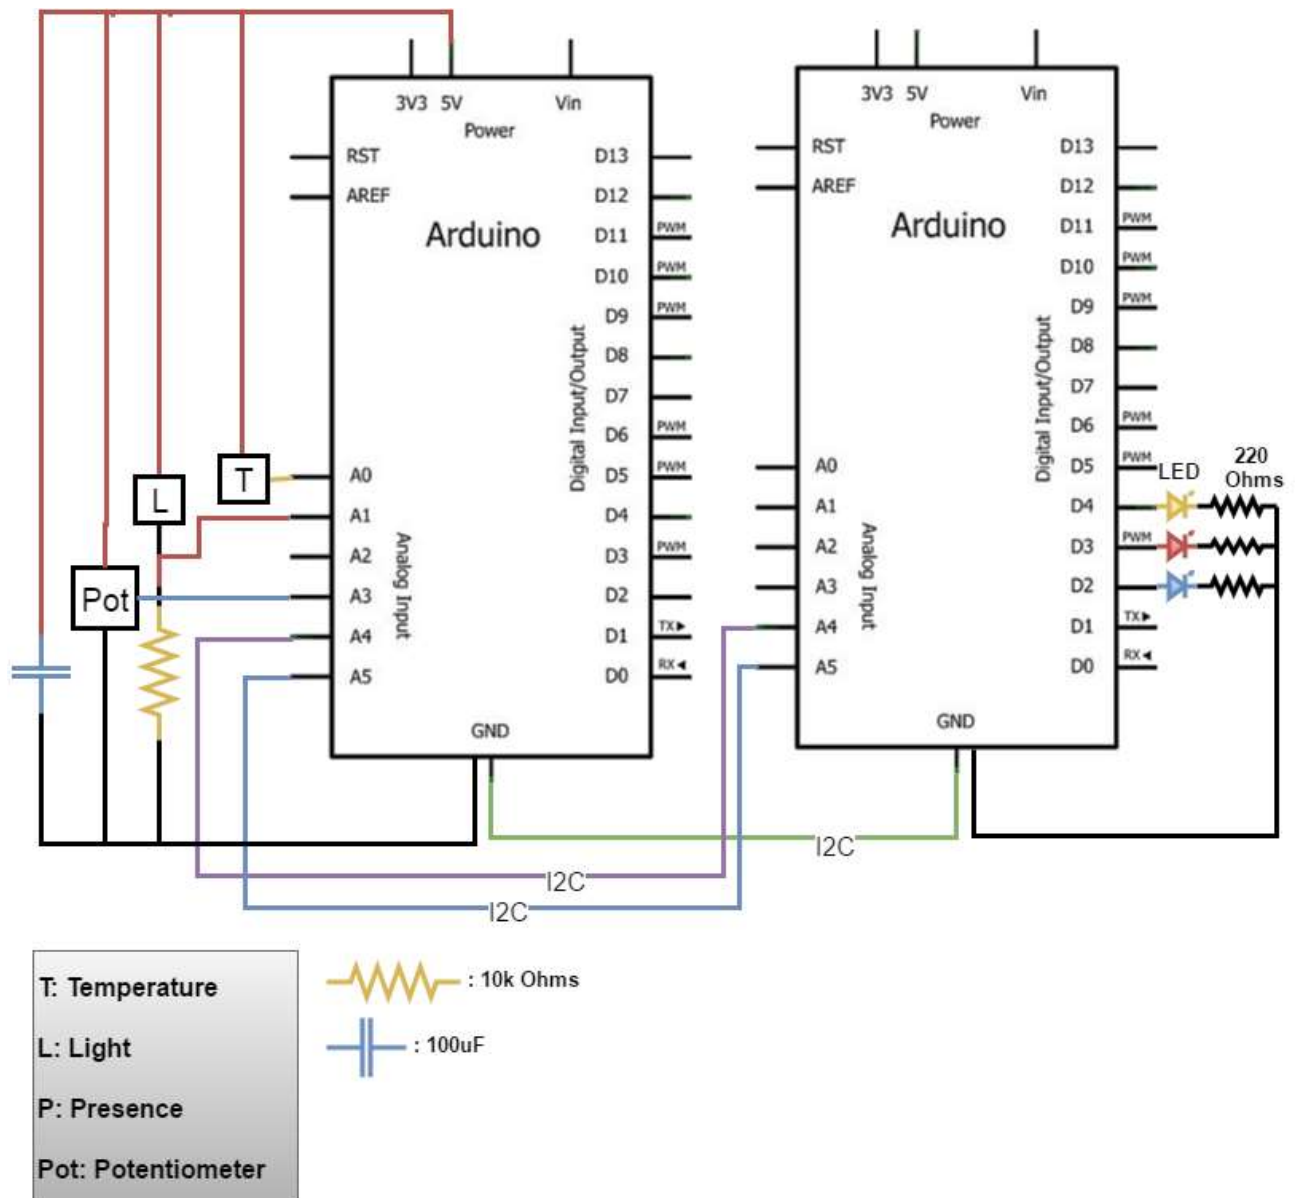 3V3 5V Vin
Power
RST
AREF
Arduino
D13
D12
D11 PWM
D10 PWM
D9 PWM
D8
D7
D6 PWM
A0
D5 PWM
A1
D4
A2
D3 PWM
A3
D2
A4
D1 TX
A5
D0 RX
Analog Input
Digital Input/Output
GND
3V3 5V Vin
Power
RST
AREF
Arduino
D13
D12
D11 PWM
D10 PWM
D9 PWM
D8
D7
D6 PWM
A0
D5 PWM
A1
D4
A2
D3 PWM
A3
D2
A4
D1 TX
A5
D0 RX
Analog Input
Digital Input/Output
GND
LED
220
Ohms
T
L
Pot
I2C
I2C
I2C
T: Temperature
L: Light
P: Presence
Pot: Potentiometer
: 10k Ohms
: 100uF